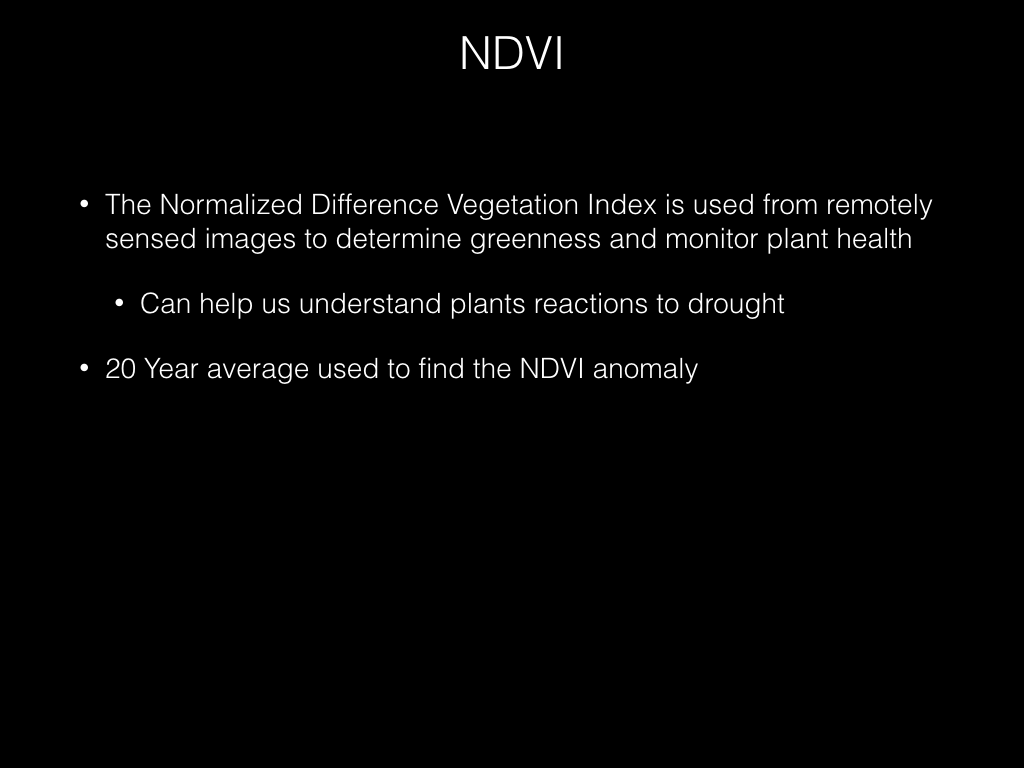 NDVI
• The Normalized Difference Vegetation Index is used from remotely
sensed images to determine greenness and monitor plant health
• Can help us understand plants reactions to drought
• 20 Year average used to find the NDVI anomaly